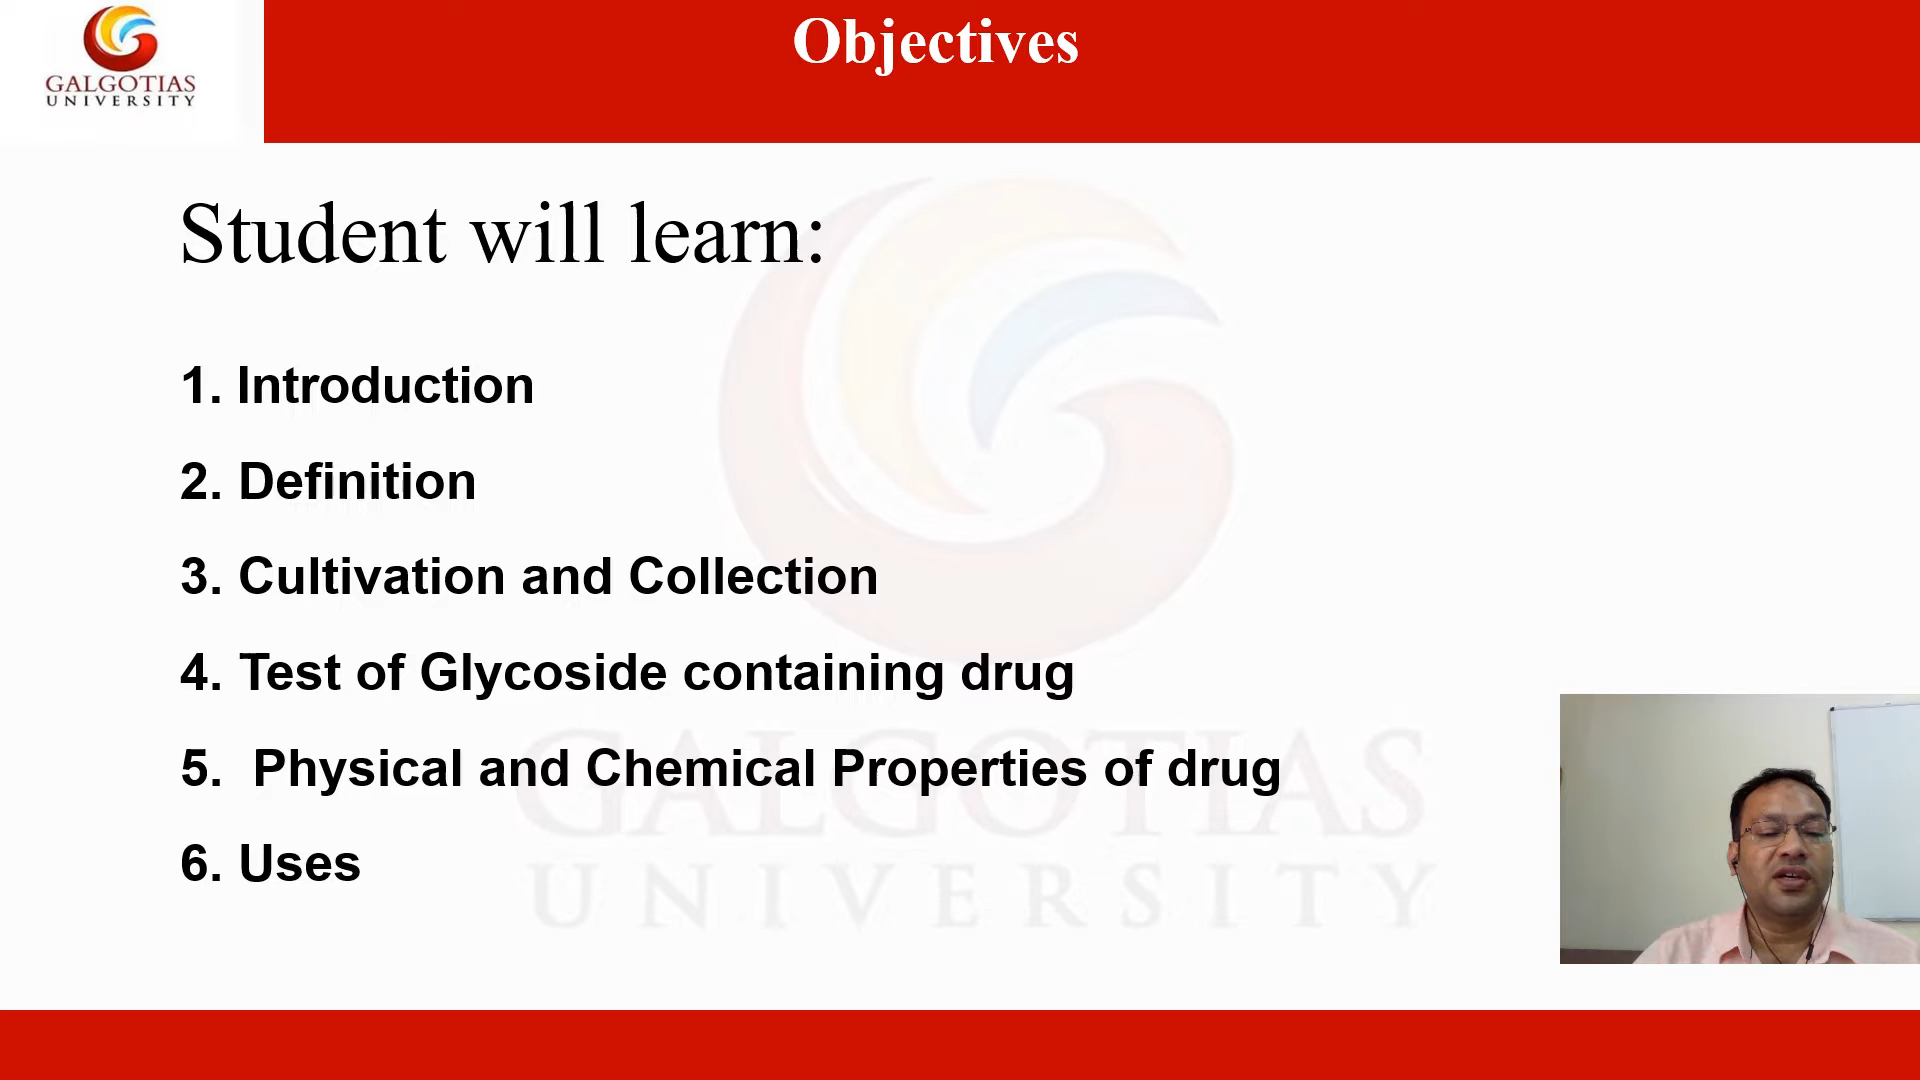 GALGOTIAS
UNIVERSITY
Objectives
Student will learn:
1. Introduction
2. Definition
3. Cultivation and Collection
4. Test of Glycoside containing drug
5.  Physical and Chemical Properties of drug
6. Uses
GALGOTIAS
UNIVERSITY